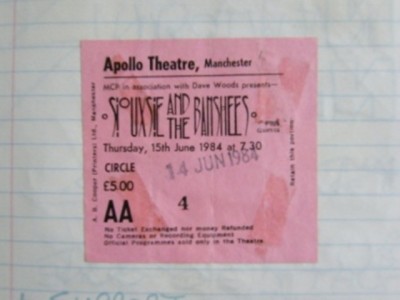 Apollo Theatre, Manchester
MCP in association with Dave Woods presents—
SIOUXSIE AND THE BANSHEES
Thursday, 15th June 1984 at 7.30
14 JUN 1984
CIRCLE
£5.00
AA 4
No Ticket Exchanged nor money Refunded
No Cameras or Recording Equipment
Official Programmes sold only in the Theatre
Retain this portion